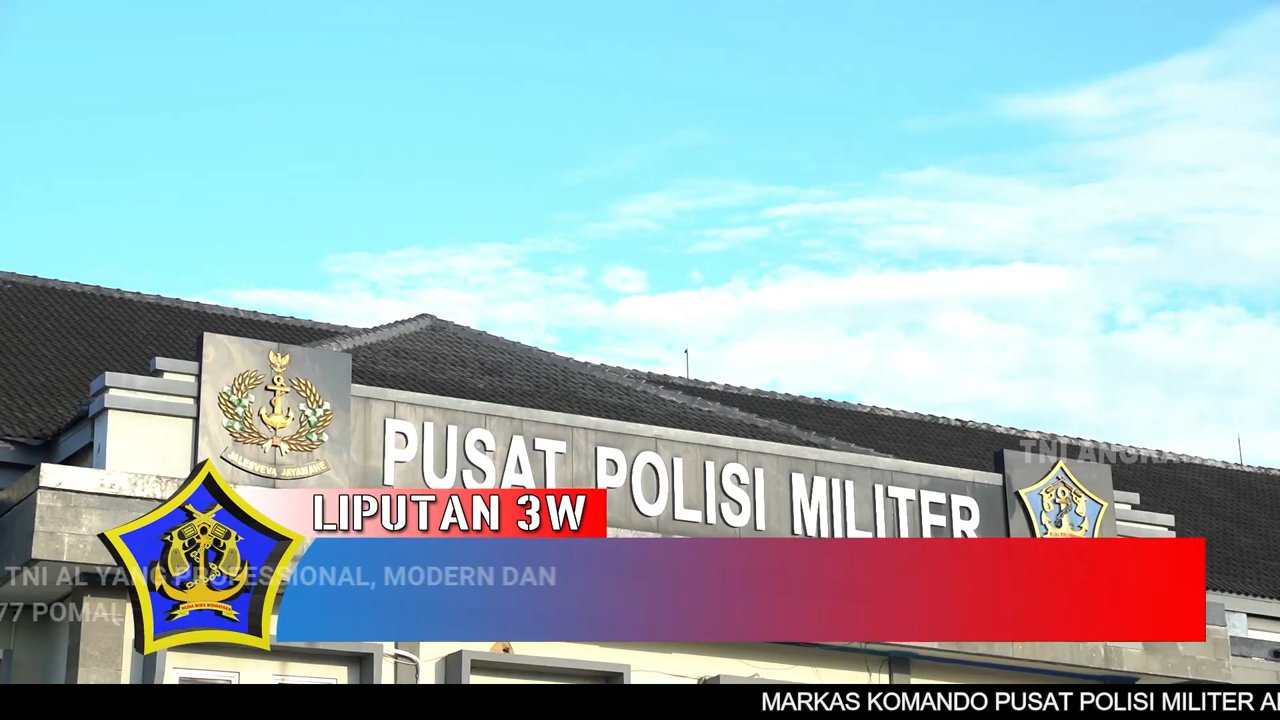 JALESVEVA JAYAMAHE
PUSAT POLISI MILITER
TNI ANGKA
LIPUTAN 3W
TNI AL YANG PROFESSIONAL, MODERN DAN
77 POMAL
MARKAS KOMANDO PUSAT POLISI MILITER A